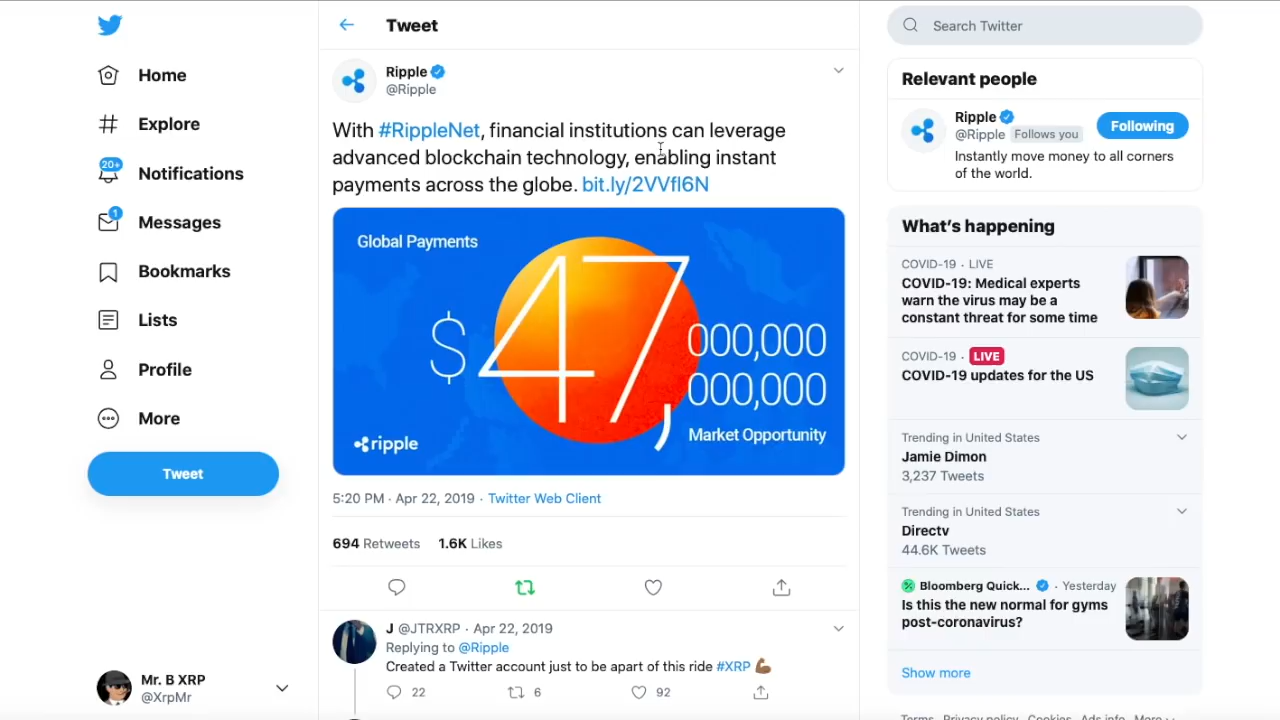 Home
Explore
20+
Notifications
1
Messages
Bookmarks
Lists
Profile
More
Tweet
Mr. B XRP
@XrpMr
Tweet
Ripple
@Ripple
With #RippleNet, financial institutions can leverage
advanced blockchain technology, enabling instant
payments across the globe. bit.ly/2VVfl6N
Global Payments
$47,
000,000
000,000
Market Opportunity
ripple
5:20 PM · Apr 22, 2019 · Twitter Web Client
694 Retweets 1.6K Likes
J @JTRXRP · Apr 22, 2019
Replying to @Ripple
Created a Twitter account just to be apart of this ride #XRP 💪🏾
22 6 92
Search Twitter
Relevant people
Ripple
@Ripple Follows you
Following
Instantly move money to all corners
of the world.
What's happening
COVID-19 · LIVE
COVID-19: Medical experts
warn the virus may be a
constant threat for some time
COVID-19 · LIVE
COVID-19 updates for the US
Trending in United States
Jamie Dimon
3,237 Tweets
Trending in United States
Directv
44.6K Tweets
Bloomberg Quick... · Yesterday
Is this the new normal for gyms
post-coronavirus?
Show more
Terms Privacy policy Cookies Ads info More